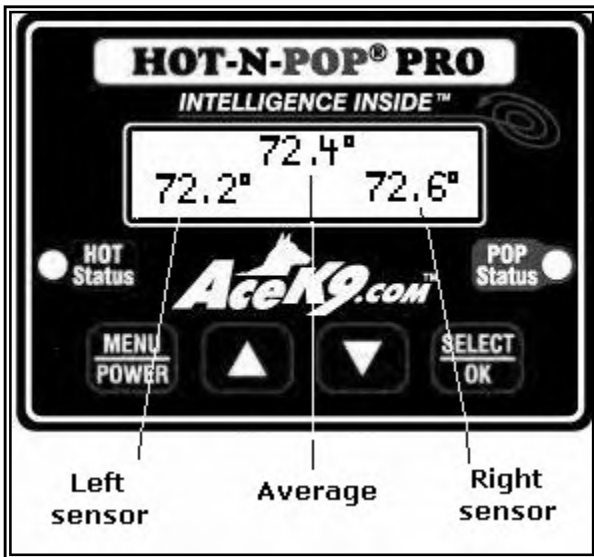 HOT-N-POP® PRO
INTELLIGENCE INSIDE™
72.4°
72.2° 72.6°
HOT
Status
AceK9.com™
POP
Status
MENU
POWER
SELECT
OK
Left
sensor
Average
Right
sensor